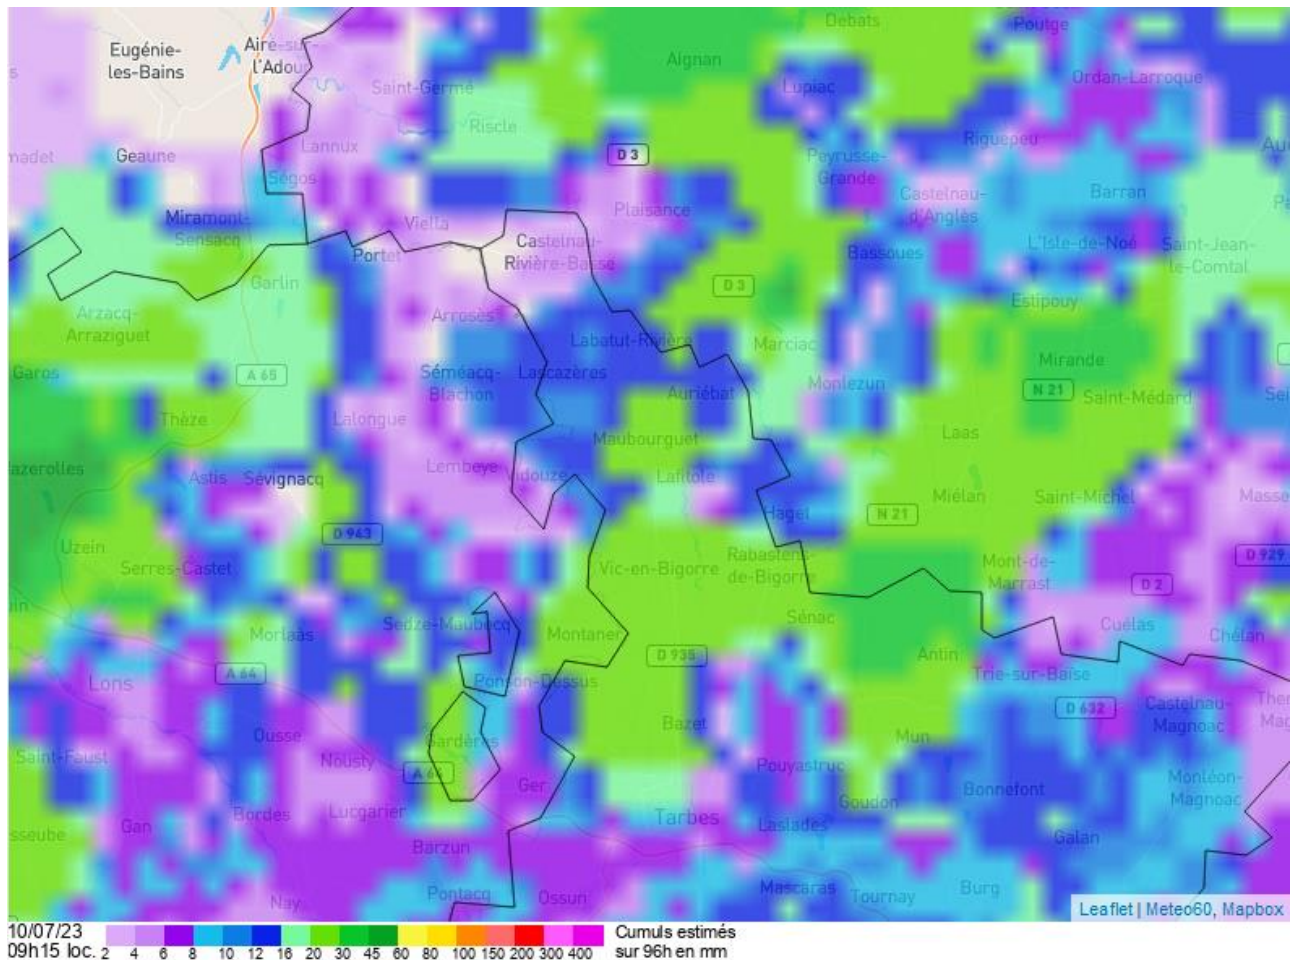 Débats
Poutge
Eugénie-
les-Bains
Aire-sur-
l'Adour
Aignan
Saint-Germé
Lupiac
Ordan-Larroque
Riscle
Riguepeu
Lannux
D 3
Geaune
Peyrusse-
Grande
Ségos
Castelnau-
d'Anglès
Barran
Miramont-
Sensacq
Viella
Plaisance
Portet
Castelnau-
Rivière-Basse
Bassoues
L'Isle-de-Noé
Saint-Jean-
le-Comtal
Garlin
D 3
Estipouy
Arzacq-
Arraziguet
Arrosès
Labatut-Rivière
Marciac
Mirande
Garos
A 65
Séméacq-
Blachon
Lascazères
Auriébat
Monlezun
N 21
Saint-Médard
Thèze
Lalongue
Maubourguet
Laas
Lembeye
Vidouze
Lafitole
Astis
Sévignacq
Miélan
Saint-Michel
Masse
Hagel
N 21
D 943
Uzein
Serres-Castet
Vic-en-Bigorre
Rabastens-
de-Bigorre
Mont-de-
Marrast
D 929
D 2
Sénac
Morlaàs
Sedze-Maubecq
Montaner
Cuélas
Chélan
D 935
Antin
A 64
Lons
Ponson-Dessus
Trie-sur-Baïse
D 632
Castelnau-
Magnoac
Bazet
Ousse
Mun
Saint-Faust
Nousty
Gardères
A 64
Ger
Pouyastruc
Bonnefont
Monléon-
Magnoac
Goudon
Bordes
Lucgarier
Tarbes
Laslades
Gan
Galan
Barzun
Pontacq
Ossun
Mascaras
Tournay
Burg
Nay
Leaflet | Meteo60, Mapbox
10/07/23
09h15 loc.
2 4 6 8 10 12 16 20 30 45 60 80 100 150 200 300 400
Cumuls estimés
sur 96h en mm